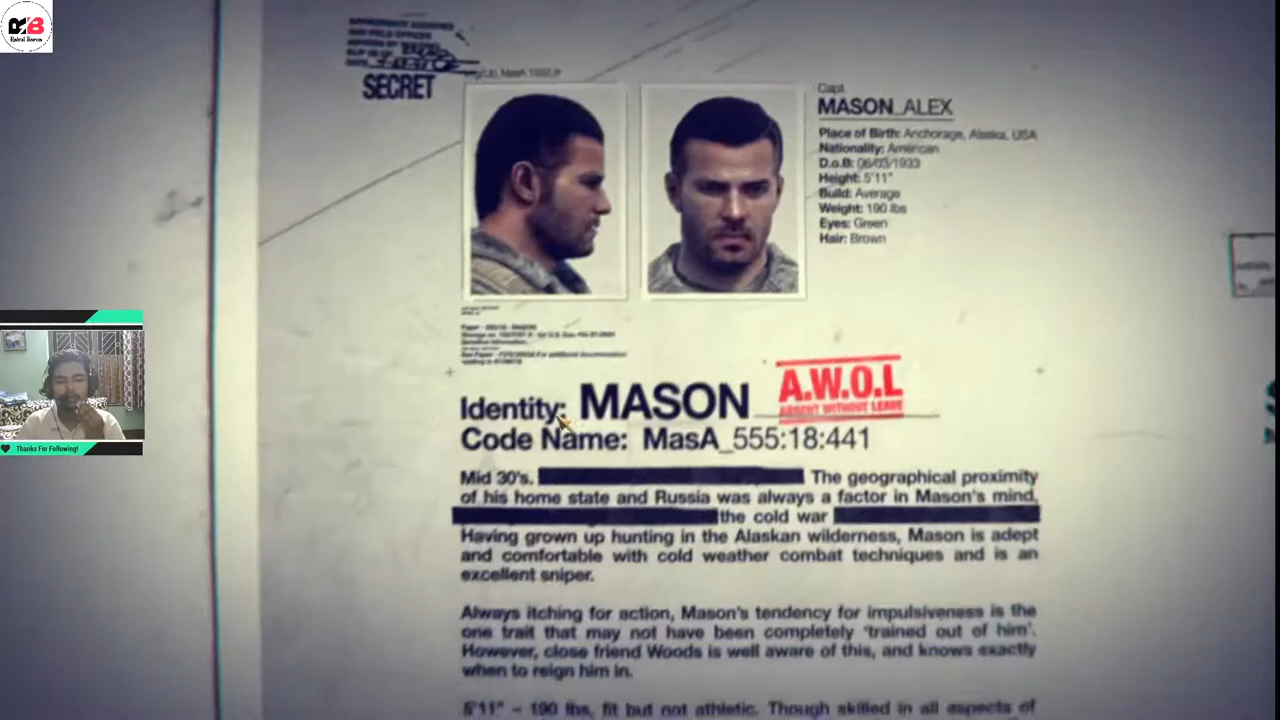 RB
SECRET
Capt.
MASON_ALEX
Place of Birth: Anchorage, Alaska, USA
Nationality: American
D.o.B: 06/03/1933
Height: 5'11"
Build: Average
Weight: 190 lbs
Eyes: Green
Hair: Brown
Identity: MASON
A.W.O.L
ABSENT WITHOUT LEAVE
Code Name: MasA_555:18:441
Mid 30's. The geographical proximity
of his home state and Russia was always a factor in Mason's mind,
the cold war
Having grown up hunting in the Alaskan wilderness, Mason is adept
and comfortable with cold weather combat techniques and is an
excellent sniper.
Always itching for action, Mason's tendency for impulsiveness is the
one trait that may not have been completely 'trained out of him'.
However, close friend Woods is well aware of this, and knows exactly
when to reign him in.
5'11" – 190 lbs, fit but not athletic. Though skilled in all aspects of
Thanks For Following!